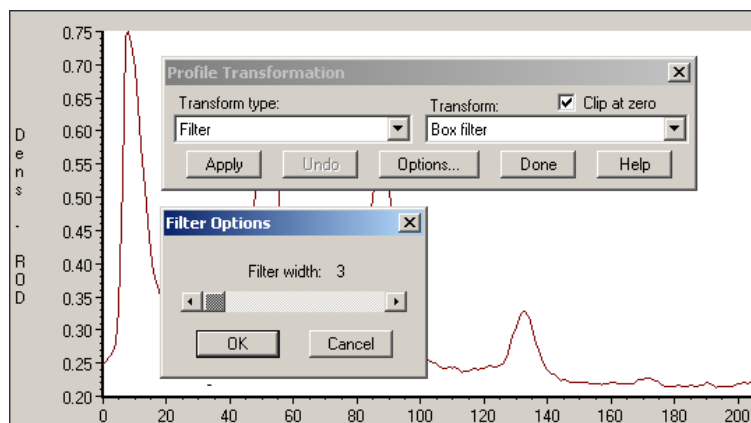 0.75
0.70
0.65
0.60
0.55
0.50
0.45
0.40
0.35
0.30
0.25
0.20
Dens - ROD
Profile Transformation
Transform type:
Transform:
Clip at zero
Filter
Box filter
Apply
Undo
Options...
Done
Help
Filter Options
Filter width: 3
OK
Cancel
0 20 40 60 80 100 120 140 160 180 200